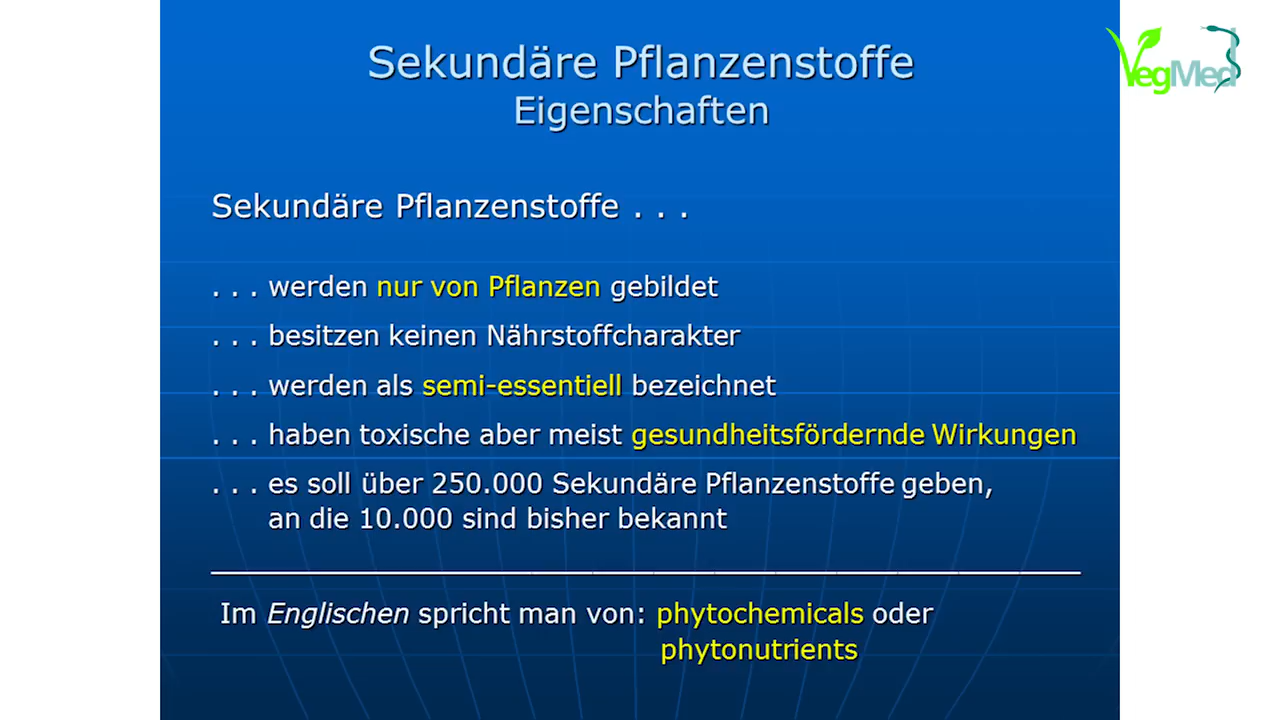 Sekundäre Pflanzenstoffe
Eigenschaften
VegMed
Sekundäre Pflanzenstoffe . . .
. . . werden nur von Pflanzen gebildet
. . . besitzen keinen Nährstoffcharakter
. . . werden als semi-essentiell bezeichnet
. . . haben toxische aber meist gesundheitsfördernde Wirkungen
. . . es soll über 250.000 Sekundäre Pflanzenstoffe geben,
an die 10.000 sind bisher bekannt
Im Englischen spricht man von: phytochemicals oder
phytonutrients